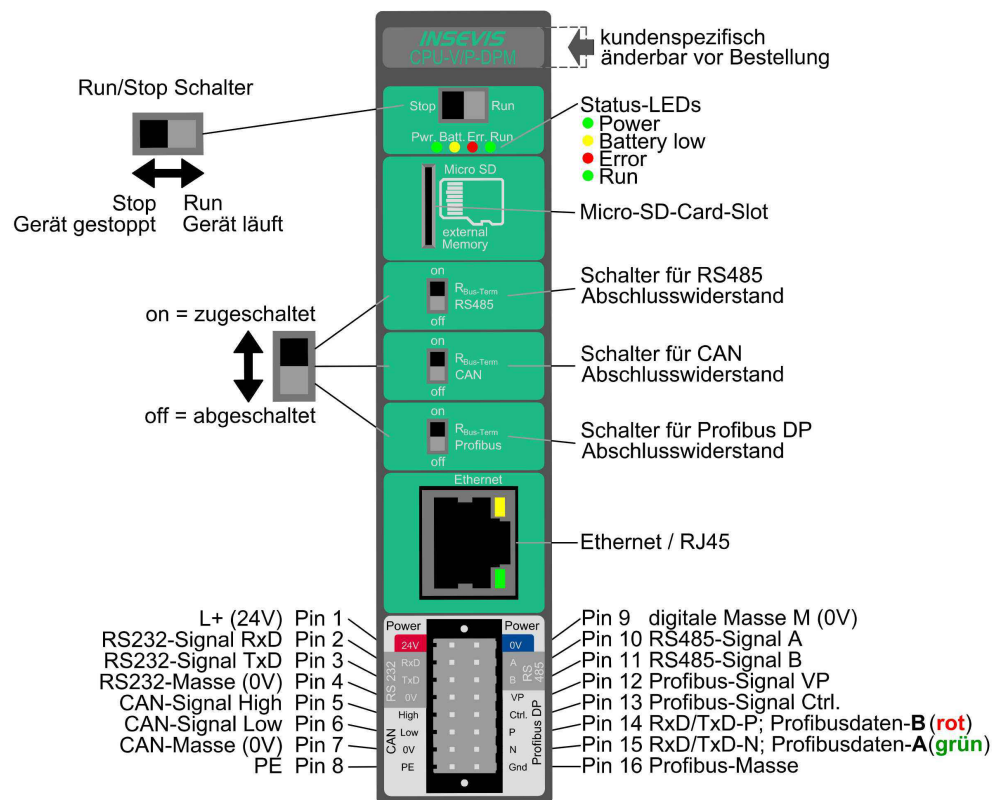 INSEVIS
CPU-V/P-DPM
kundenspezifisch
änderbar vor Bestellung
Run/Stop Schalter
Stop
Run
Gerät gestoppt
Gerät läuft
Stop
Run
Pwr. Batt. Err. Run
Status-LEDs
Power
Battery low
Error
Run
Micro SD
external
Memory
Micro-SD-Card-Slot
on = zugeschaltet
off = abgeschaltet
on
RBus-Term
RS485
off
Schalter für RS485
Abschlusswiderstand
on
RBus-Term
CAN
off
Schalter für CAN
Abschlusswiderstand
on
RBus-Term
Profibus
off
Schalter für Profibus DP
Abschlusswiderstand
Ethernet
Ethernet / RJ45
L+ (24V) Pin 1
RS232-Signal RxD Pin 2
RS232-Signal TxD Pin 3
RS232-Masse (0V) Pin 4
CAN-Signal High Pin 5
CAN-Signal Low Pin 6
CAN-Masse (0V) Pin 7
PE Pin 8
Power
24V
RS 232
RxD
TxD
0V
CAN
High
Low
0V
PE
Power
0V
A
B
RS
485
VP
Ctrl.
P
N
Gnd
Profibus DP
Pin 9 digitale Masse M (0V)
Pin 10 RS485-Signal A
Pin 11 RS485-Signal B
Pin 12 Profibus-Signal VP
Pin 13 Profibus-Signal Ctrl.
Pin 14 RxD/TxD-P; Profibusdaten-B (rot)
Pin 15 RxD/TxD-N; Profibusdaten-A(grün)
Pin 16 Profibus-Masse